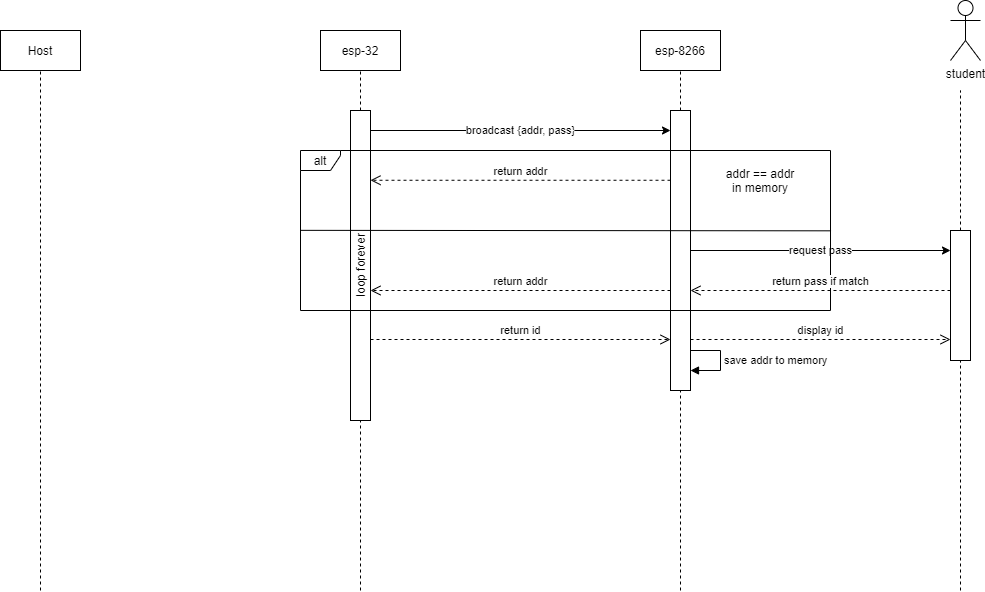 Host
esp-32
esp-8266
student
broadcast {addr, pass}
alt
return addr
addr == addr
in memory
loop forever
request pass
return addr
return pass if match
return id
display id
save addr to memory